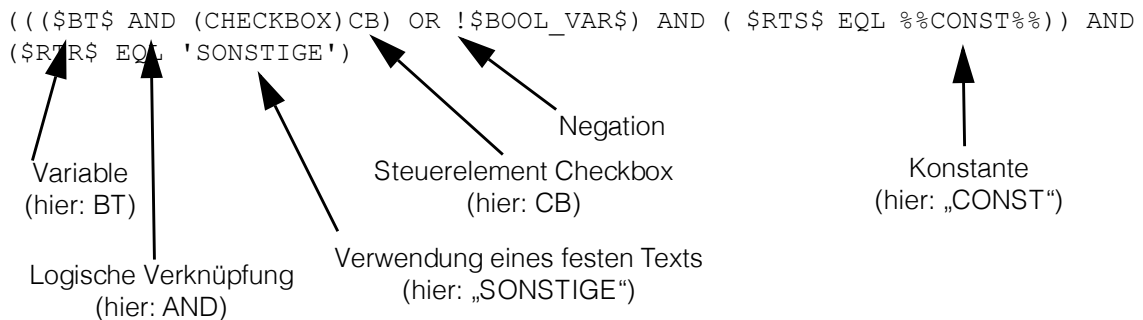 ((($BT$ AND (CHECKBOX)CB) OR !$BOOL_VAR$) AND ( $RTS$ EQL %%CONST%%)) AND
($RTR$ EQL 'SONSTIGE')
Negation
Variable
(hier: BT)
Steuerelement Checkbox
(hier: CB)
Konstante
(hier: „CONST“)
Logische Verknüpfung
(hier: AND)
Verwendung eines festen Texts
(hier: „SONSTIGE“)